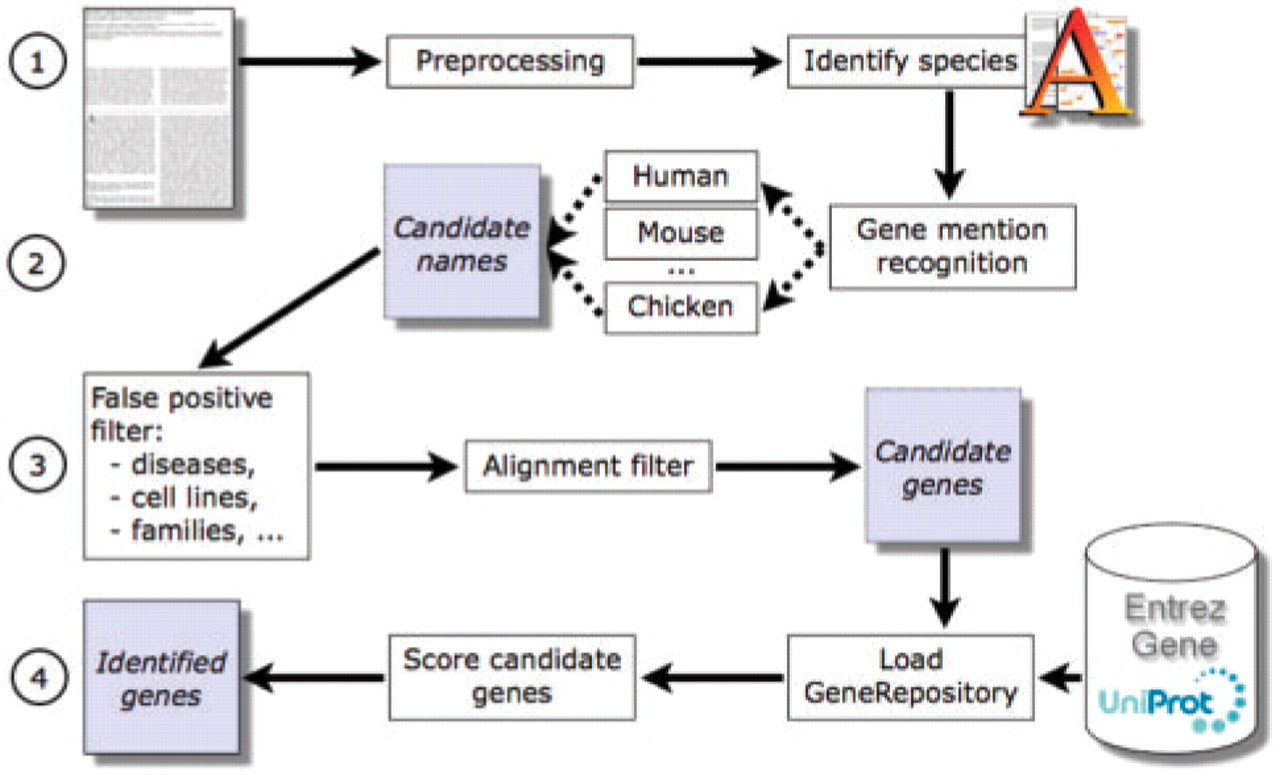 1
Preprocessing
Identify species
A
2
Candidate
names
Human
Mouse
...
Chicken
Gene mention
recognition
3
False positive
filter:
- diseases,
- cell lines,
- families, ...
Alignment filter
Candidate
genes
4
Identified
genes
Score candidate
genes
Load
GeneRepository
Entrez
Gene
UniProt